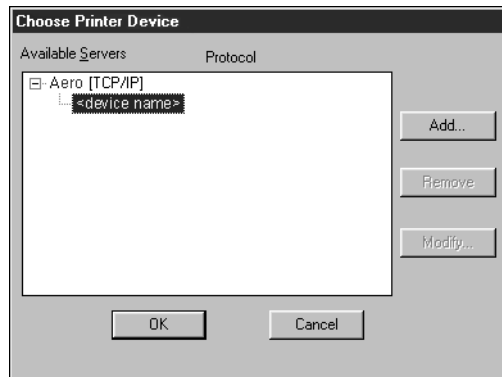 Choose Printer Device
Available Servers Protocol
Aero [TCP/IP]
<device name>
Add...
Remove
Modify...
OK Cancel